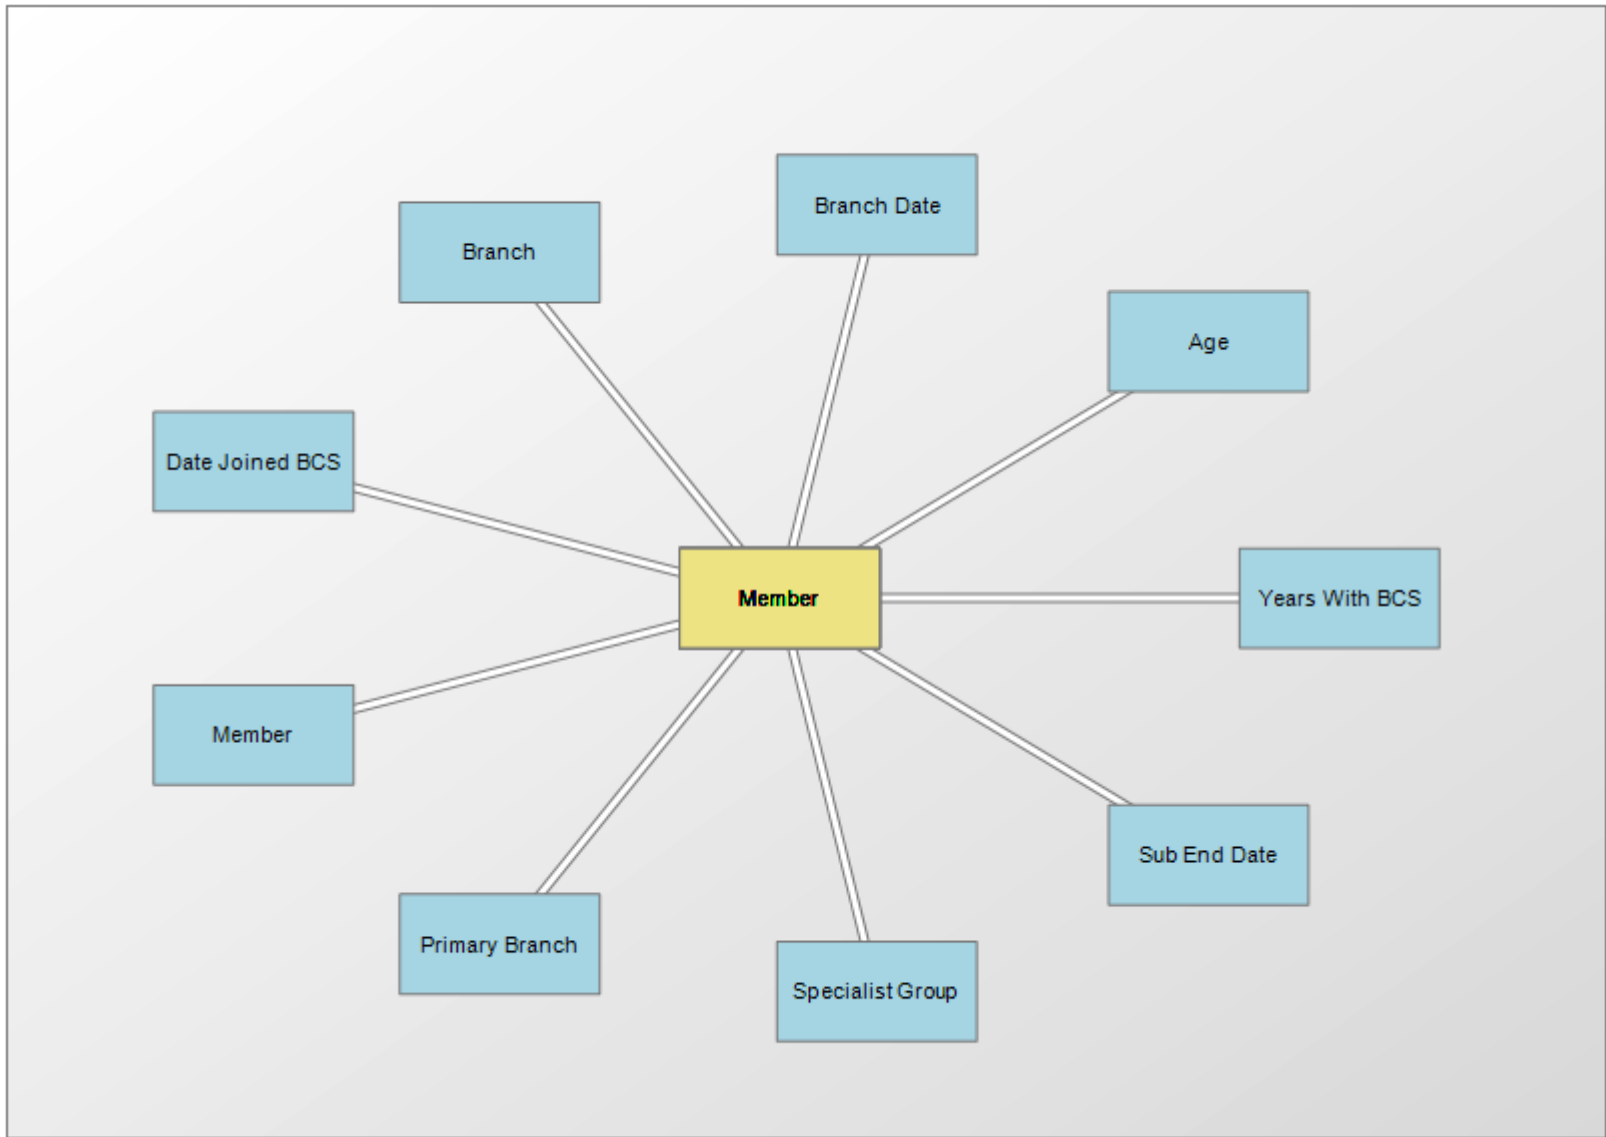 Branch Date
Branch
Age
Date Joined BCS
Member
Years With BCS
Member
Sub End Date
Primary Branch
Specialist Group